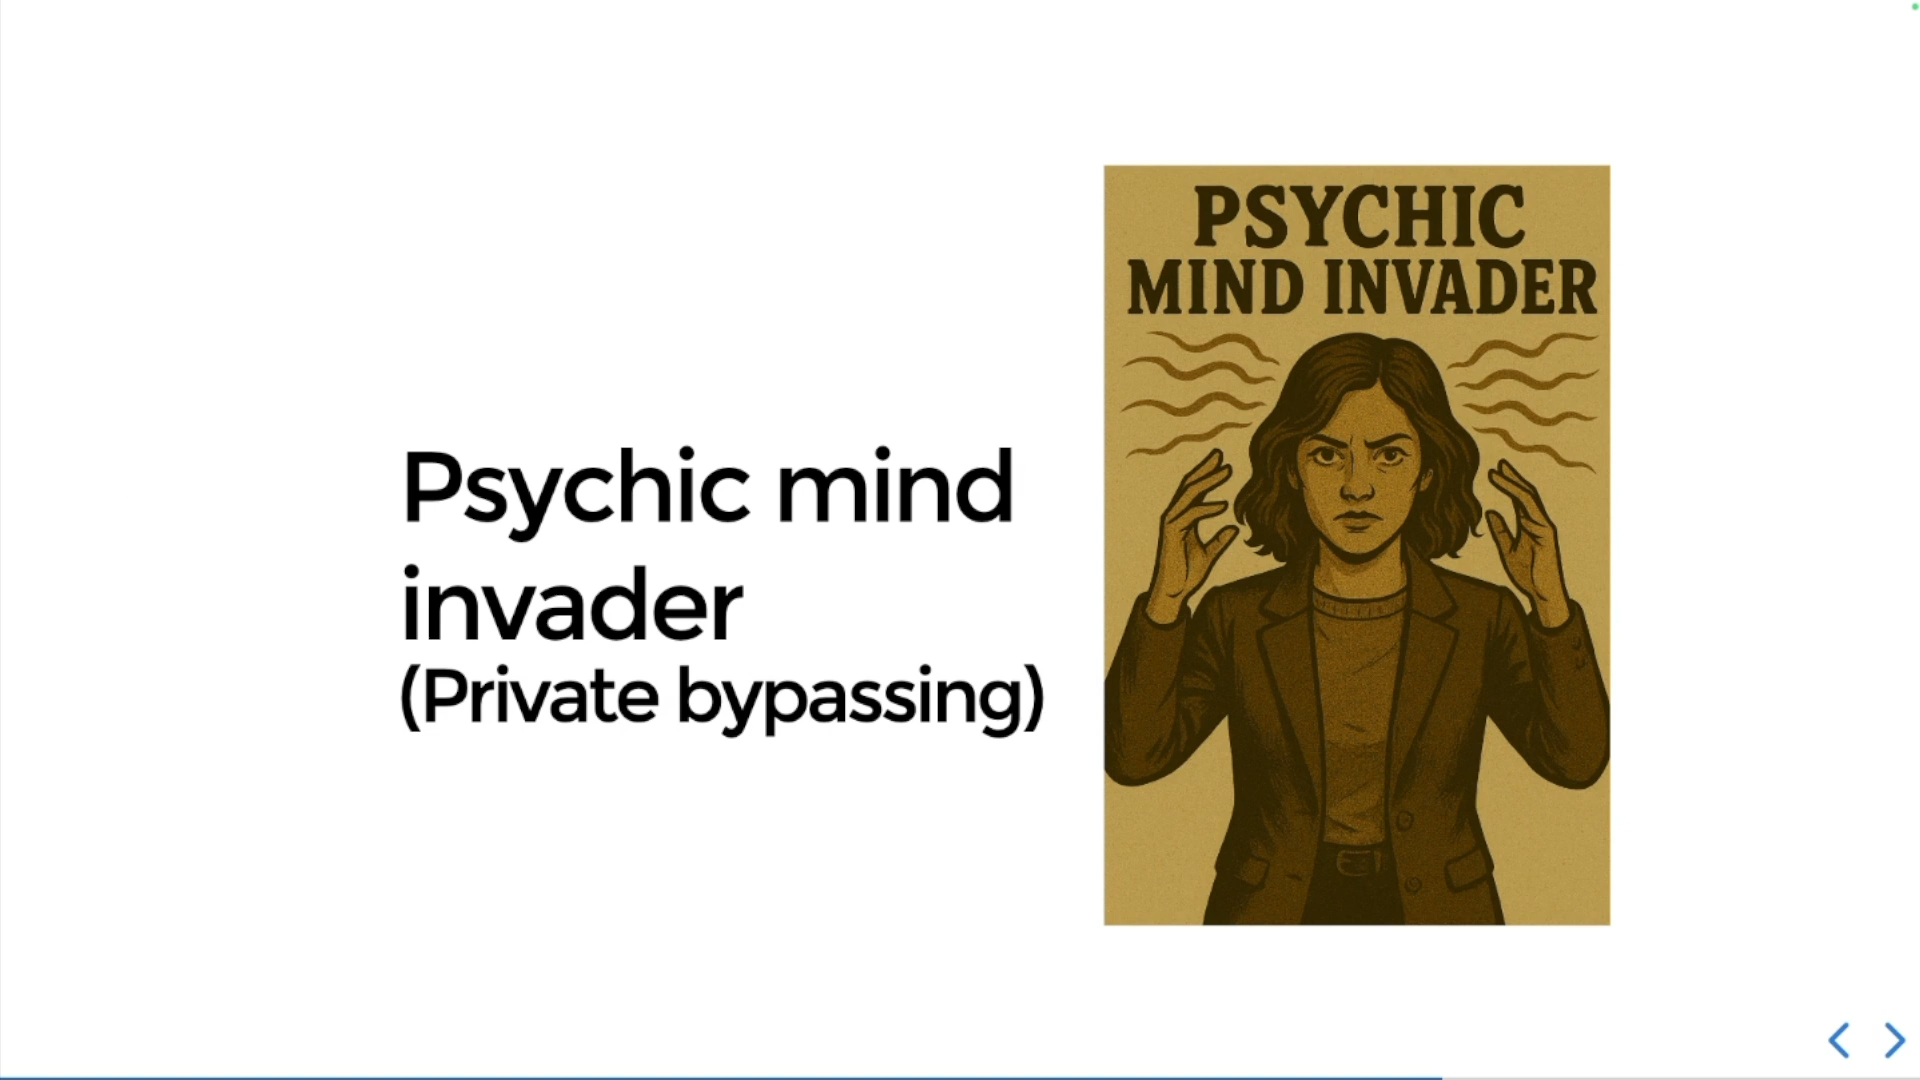 Psychic mind
invader
(Private bypassing)
PSYCHIC
MIND INVADER